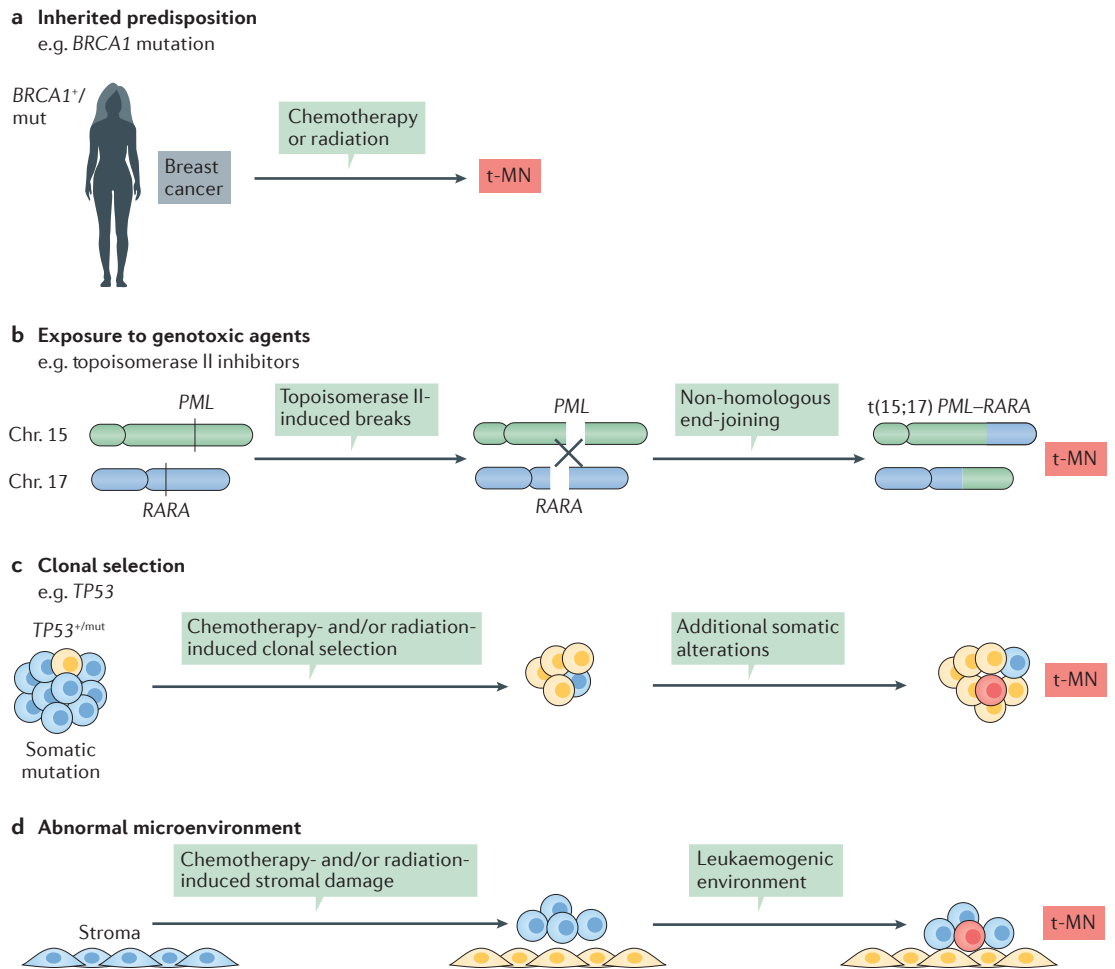 a Inherited predisposition
e.g. BRCA1 mutation
BRCA1⁺/
mut
Breast
cancer
Chemotherapy
or radiation
t-MN
b Exposure to genotoxic agents
e.g. topoisomerase II inhibitors
Chr. 15
PML
Chr. 17
RARA
Topoisomerase II-
induced breaks
PML
RARA
Non-homologous
end-joining
t(15;17) PML–RARA
t-MN
c Clonal selection
e.g. TP53
TP53⁺/ᵐᵘᵗ
Somatic
mutation
Chemotherapy- and/or radiation-
induced clonal selection
Additional somatic
alterations
t-MN
d Abnormal microenvironment
Stroma
Chemotherapy- and/or radiation-
induced stromal damage
Leukaemogenic
environment
t-MN